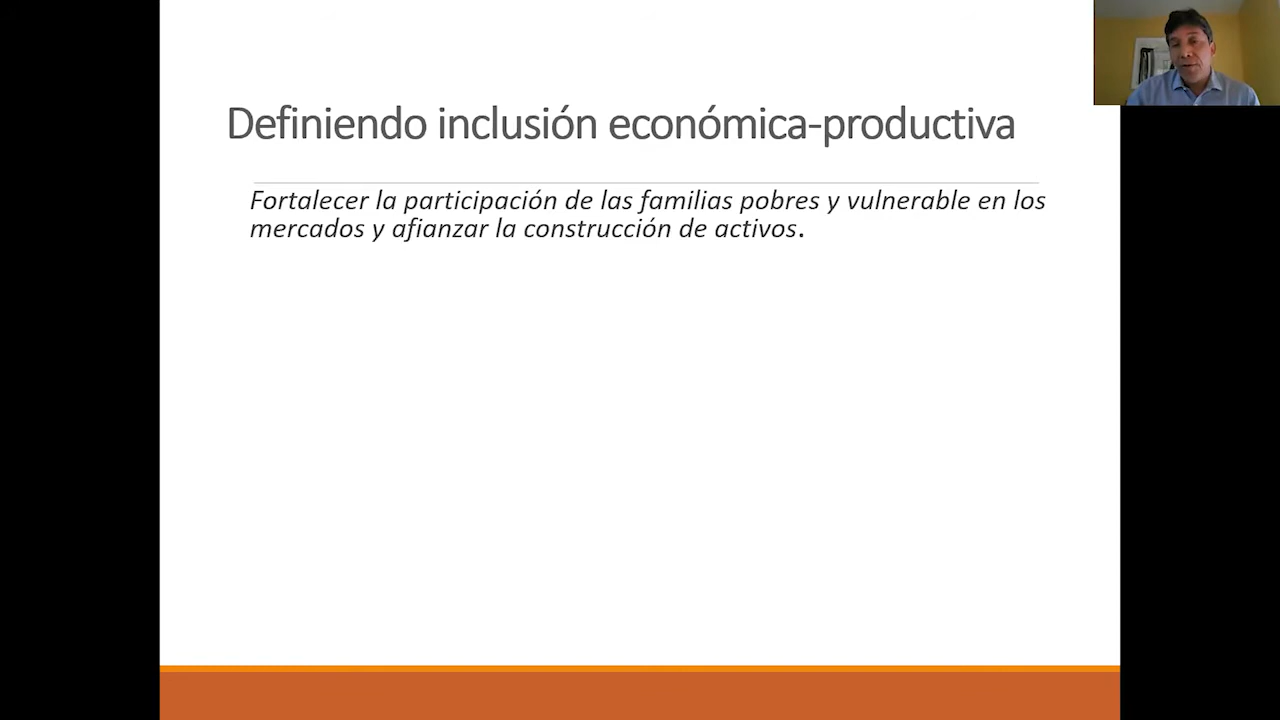 Definiendo inclusión económica-productiva
Fortalecer la participación de las familias pobres y vulnerable en los
mercados y afianzar la construcción de activos.